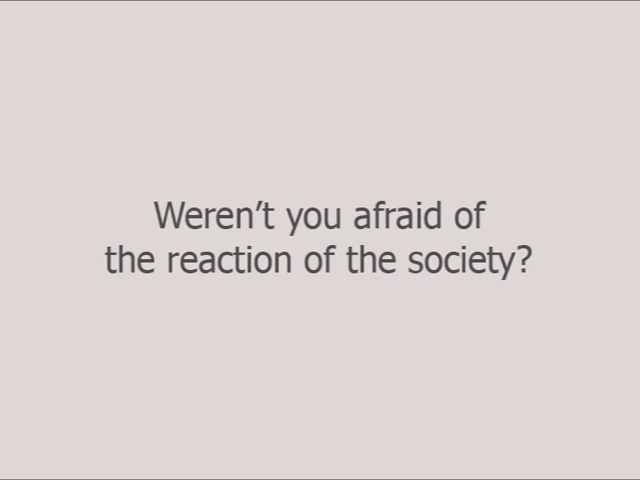 Weren’t you afraid of
the reaction of the society?